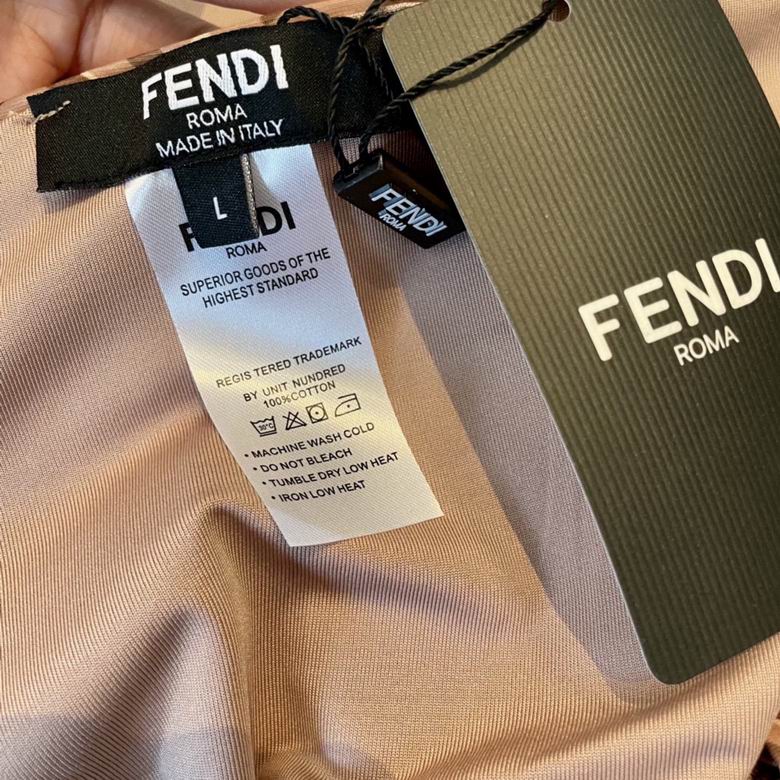 FENDI
ROMA
MADE IN ITALY
L
FENDI
ROMA
SUPERIOR GOODS OF THE
HIGHEST STANDARD
REGIS TERED TRADEMARK
BY UNIT NUNDRED
100%COTTON
30°C
• MACHINE WASH COLD
• DO NOT BLEACH
• TUMBLE DRY LOW HEAT
• IRON LOW HEAT
FENDI
ROMA
FENDI
ROMA